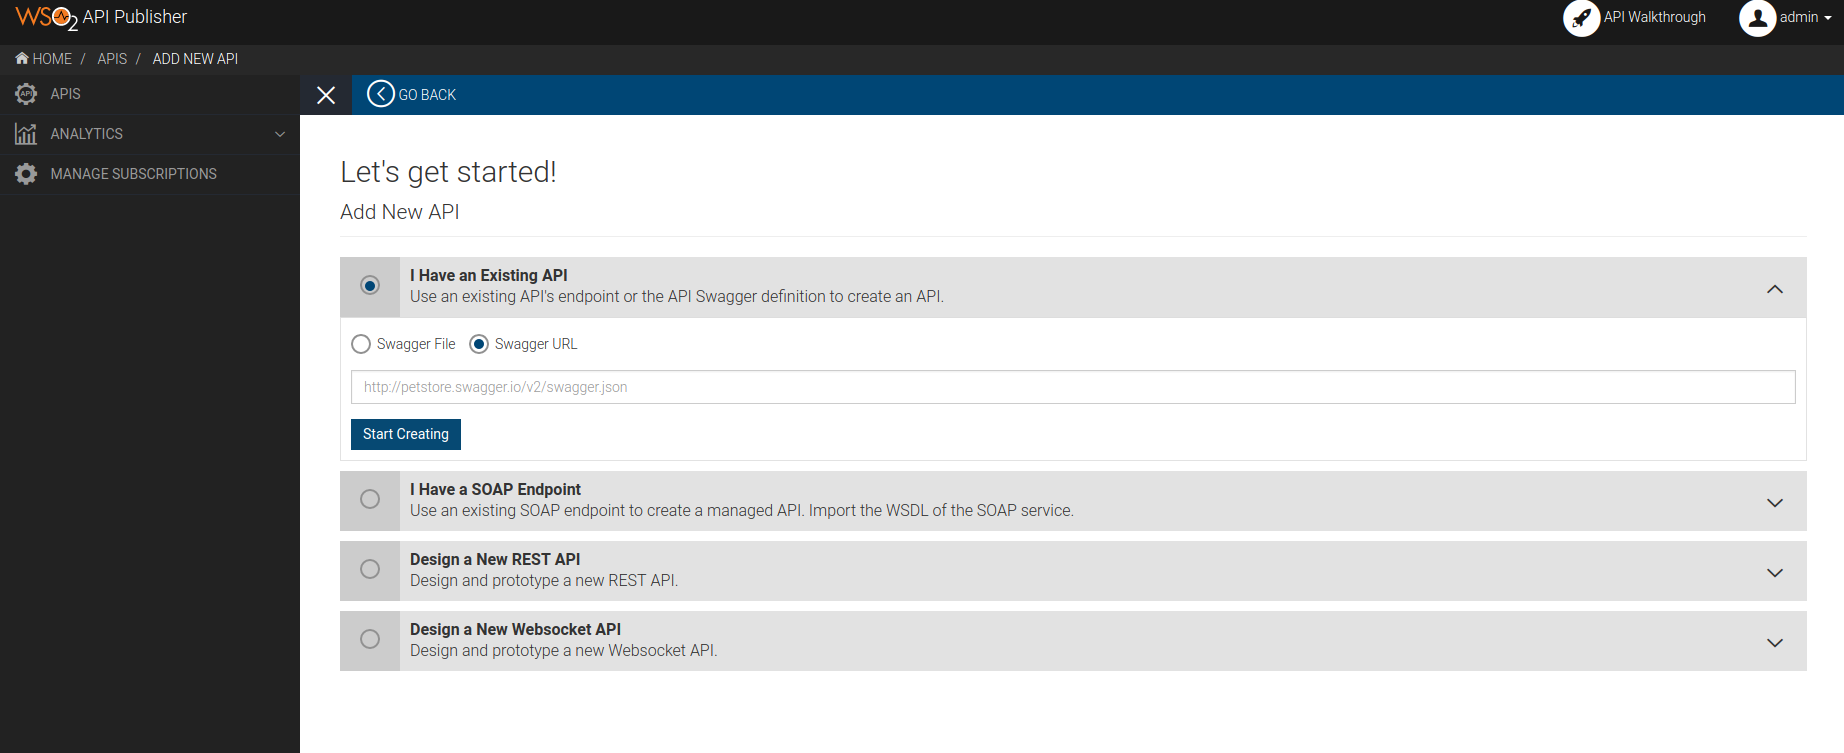 WSO2 API Publisher
API Walkthrough
admin
HOME / APIS / ADD NEW API
APIS
ANALYTICS
MANAGE SUBSCRIPTIONS
GO BACK
Let's get started!
Add New API
I Have an Existing API
Use an existing API's endpoint or the API Swagger definition to create an API.
Swagger File Swagger URL
http://petstore.swagger.io/v2/swagger.json
Start Creating
I Have a SOAP Endpoint
Use an existing SOAP endpoint to create a managed API. Import the WSDL of the SOAP service.
Design a New REST API
Design and prototype a new REST API.
Design a New Websocket API
Design and prototype a new Websocket API.